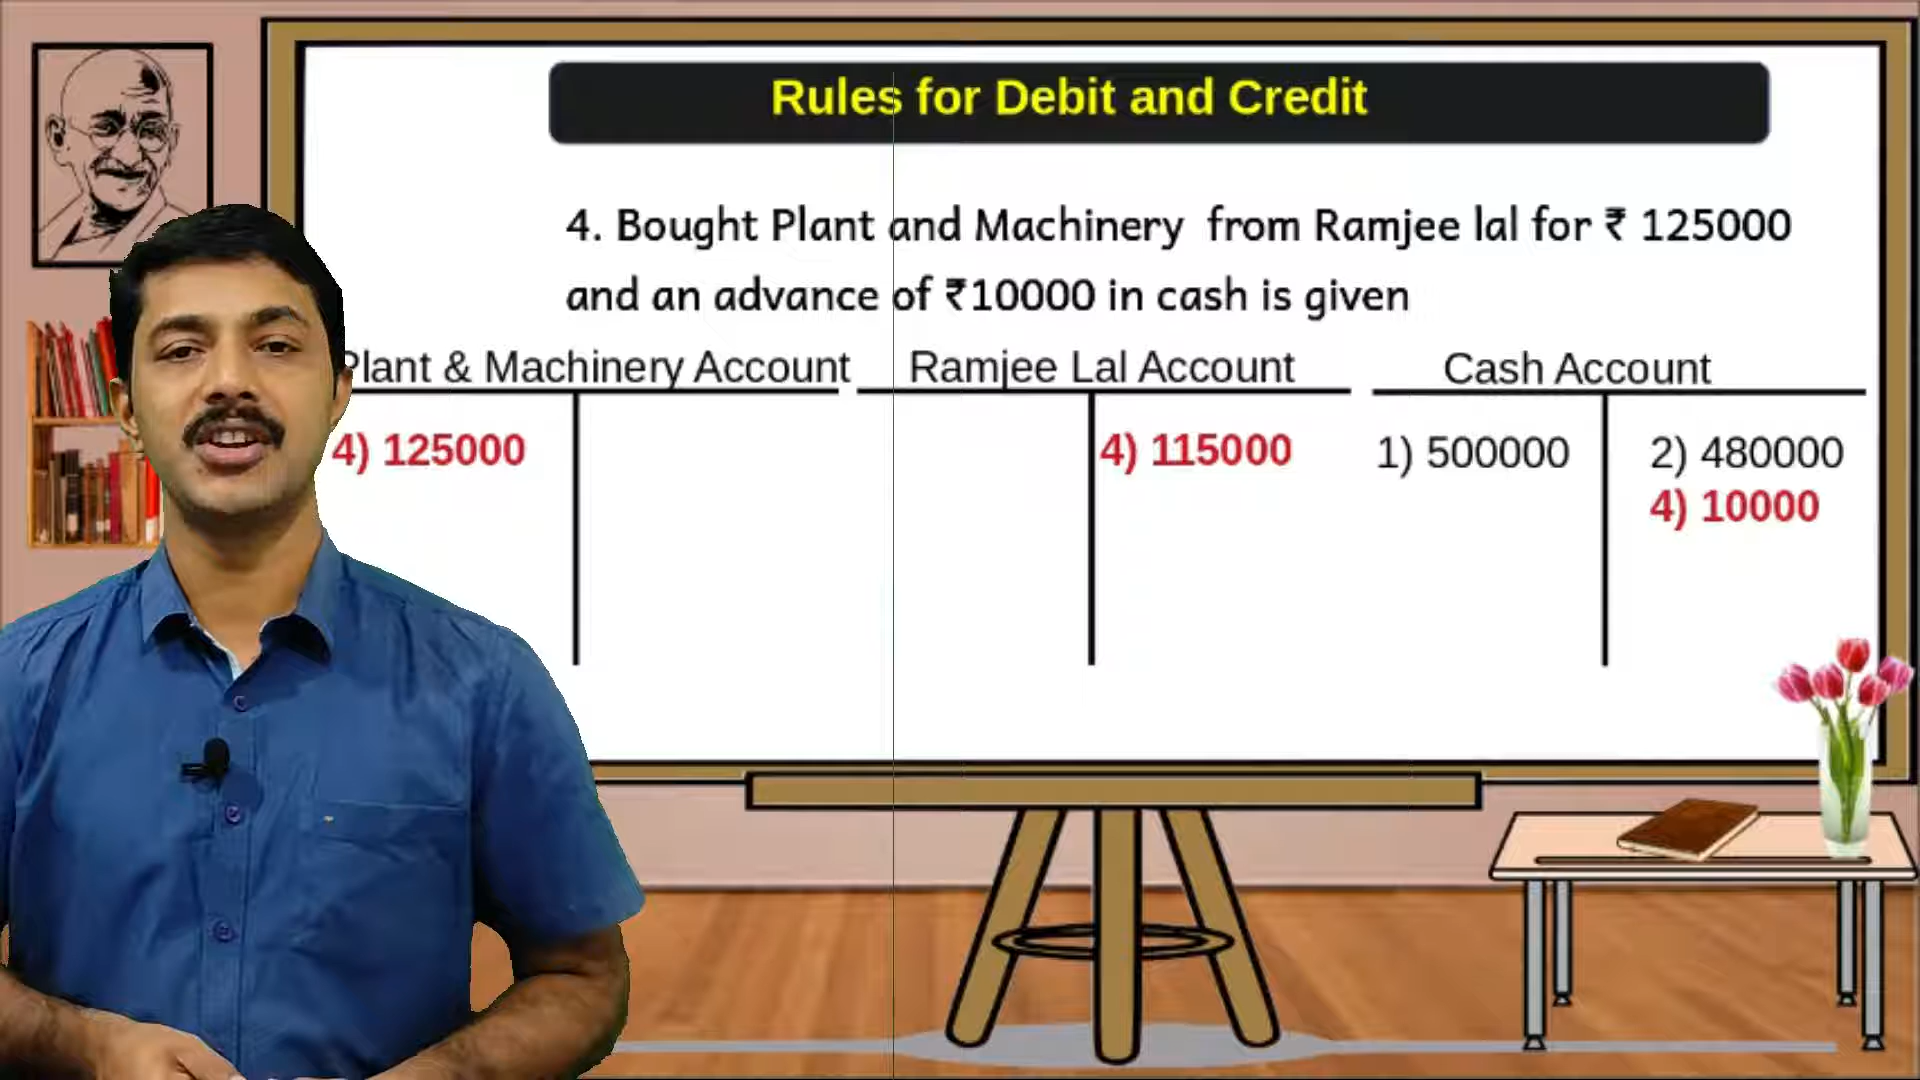 Rules for Debit and Credit
4. Bought Plant and Machinery from Ramjee lal for ₹ 125000
and an advance of ₹10000 in cash is given
Plant & Machinery Account Ramjee Lal Account Cash Account
4) 125000 4) 115000 1) 500000 2) 480000
4) 10000